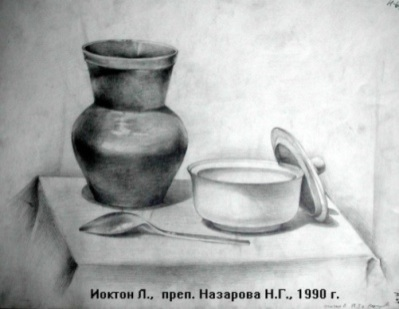 Иоктон Л., преп. Назарова Н.Г., 1990 г.